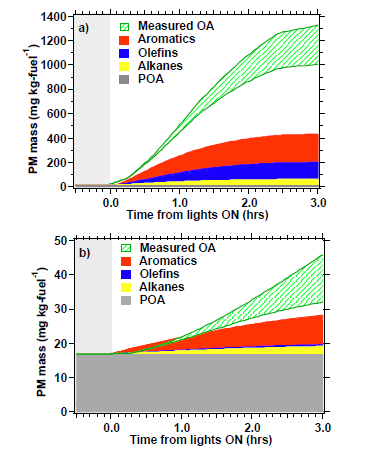 a)
Measured OA
Aromatics
Olefins
Alkanes
POA
PM mass (mg kg-fuel⁻¹)
1400
1200
1000
800
600
400
200
0
0.0 1.0 2.0 3.0
Time from lights ON (hrs)
b)
Measured OA
Aromatics
Olefins
Alkanes
POA
PM mass (mg kg-fuel⁻¹)
50
40
30
20
10
0
0.0 1.0 2.0 3.0
Time from lights ON (hrs)